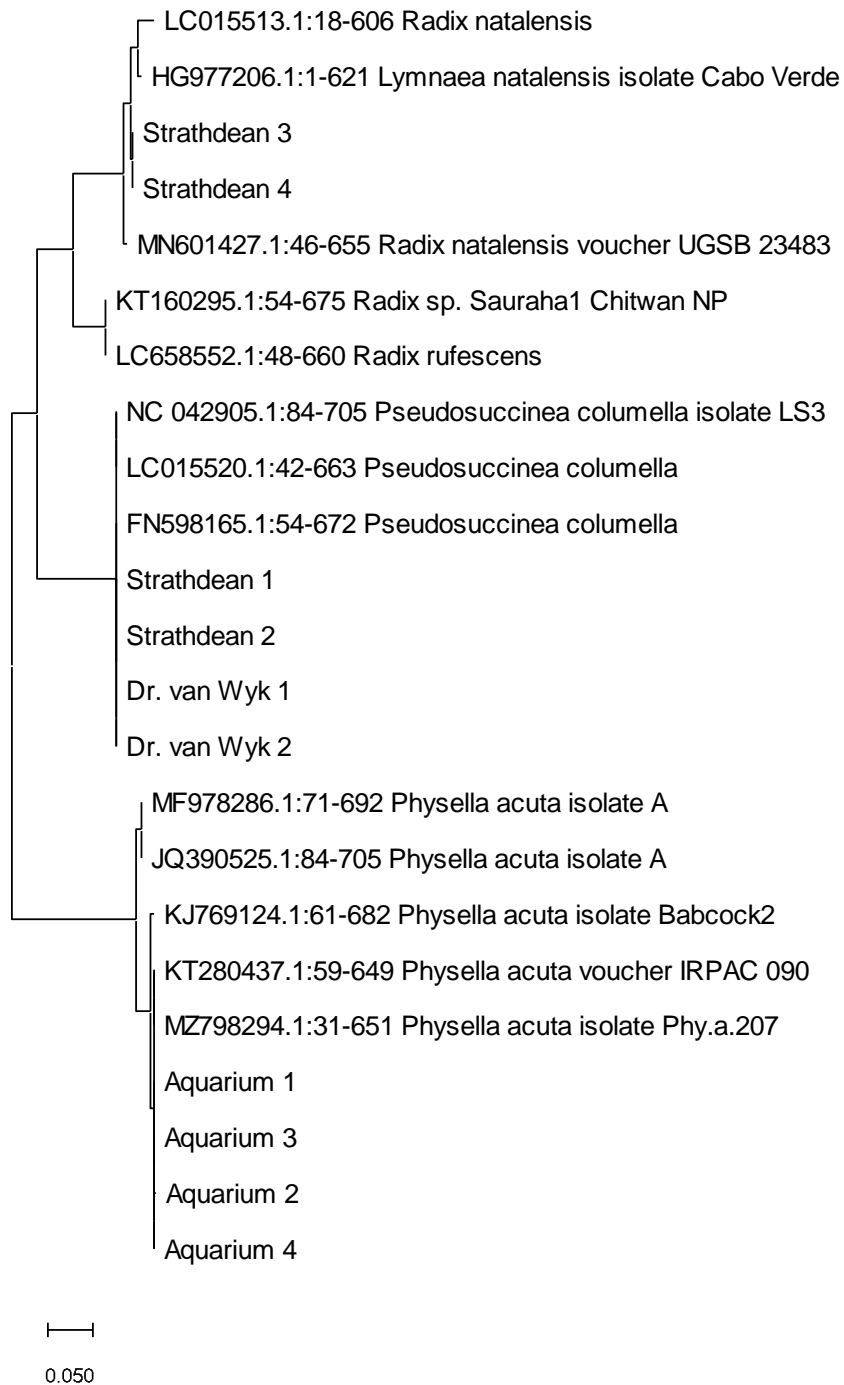 LC015513.1:18-606 Radix natalensis
HG977206.1:1-621 Lymnaea natalensis isolate Cabo Verde
Strathdean 3
Strathdean 4
MN601427.1:46-655 Radix natalensis voucher UGSB 23483
KT160295.1:54-675 Radix sp. Sauraha1 Chitwan NP
LC658552.1:48-660 Radix rufescens
NC 042905.1:84-705 Pseudosuccinea columella isolate LS3
LC015520.1:42-663 Pseudosuccinea columella
FN598165.1:54-672 Pseudosuccinea columella
Strathdean 1
Strathdean 2
Dr. van Wyk 1
Dr. van Wyk 2
MF978286.1:71-692 Physella acuta isolate A
JQ390525.1:84-705 Physella acuta isolate A
KJ769124.1:61-682 Physella acuta isolate Babcock2
KT280437.1:59-649 Physella acuta voucher IRPAC 090
MZ798294.1:31-651 Physella acuta isolate Phy.a.207
Aquarium 1
Aquarium 3
Aquarium 2
Aquarium 4
0.050